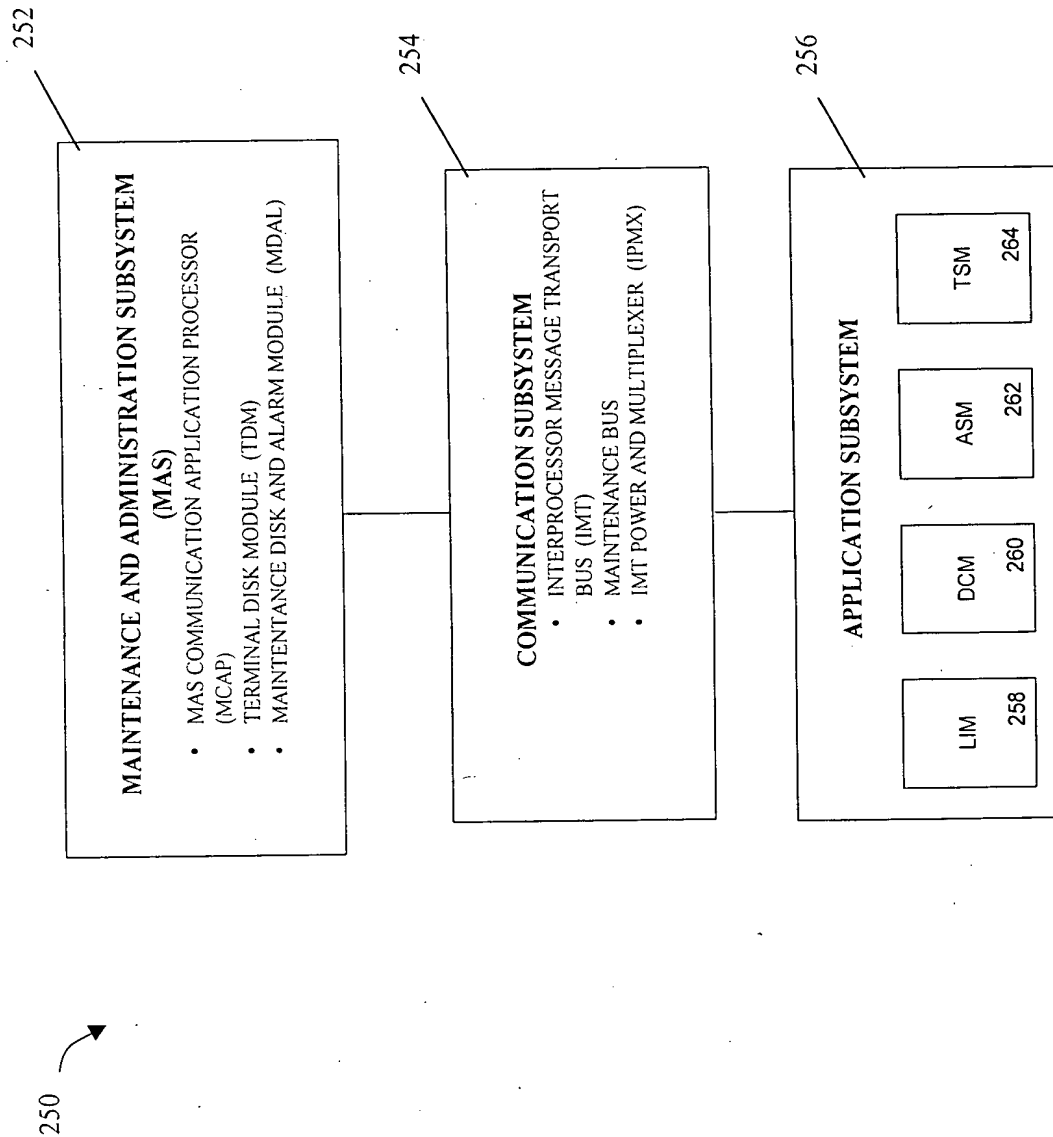 250
252
MAINTENANCE AND ADMINISTRATION SUBSYSTEM
(MAS)
• MAS COMMUNICATION APPLICATION PROCESSOR
(MCAP)
• TERMINAL DISK MODULE (TDM)
• MAINTENTANCE DISK AND ALARM MODULE (MDAL)
254
COMMUNICATION SUBSYSTEM
• INTERPROCESSOR MESSAGE TRANSPORT
BUS (IMT)
• MAINTENANCE BUS
• IMT POWER AND MULTIPLEXER (IPMX)
256
APPLICATION SUBSYSTEM
LIM
258
DCM
260
ASM
262
TSM
264